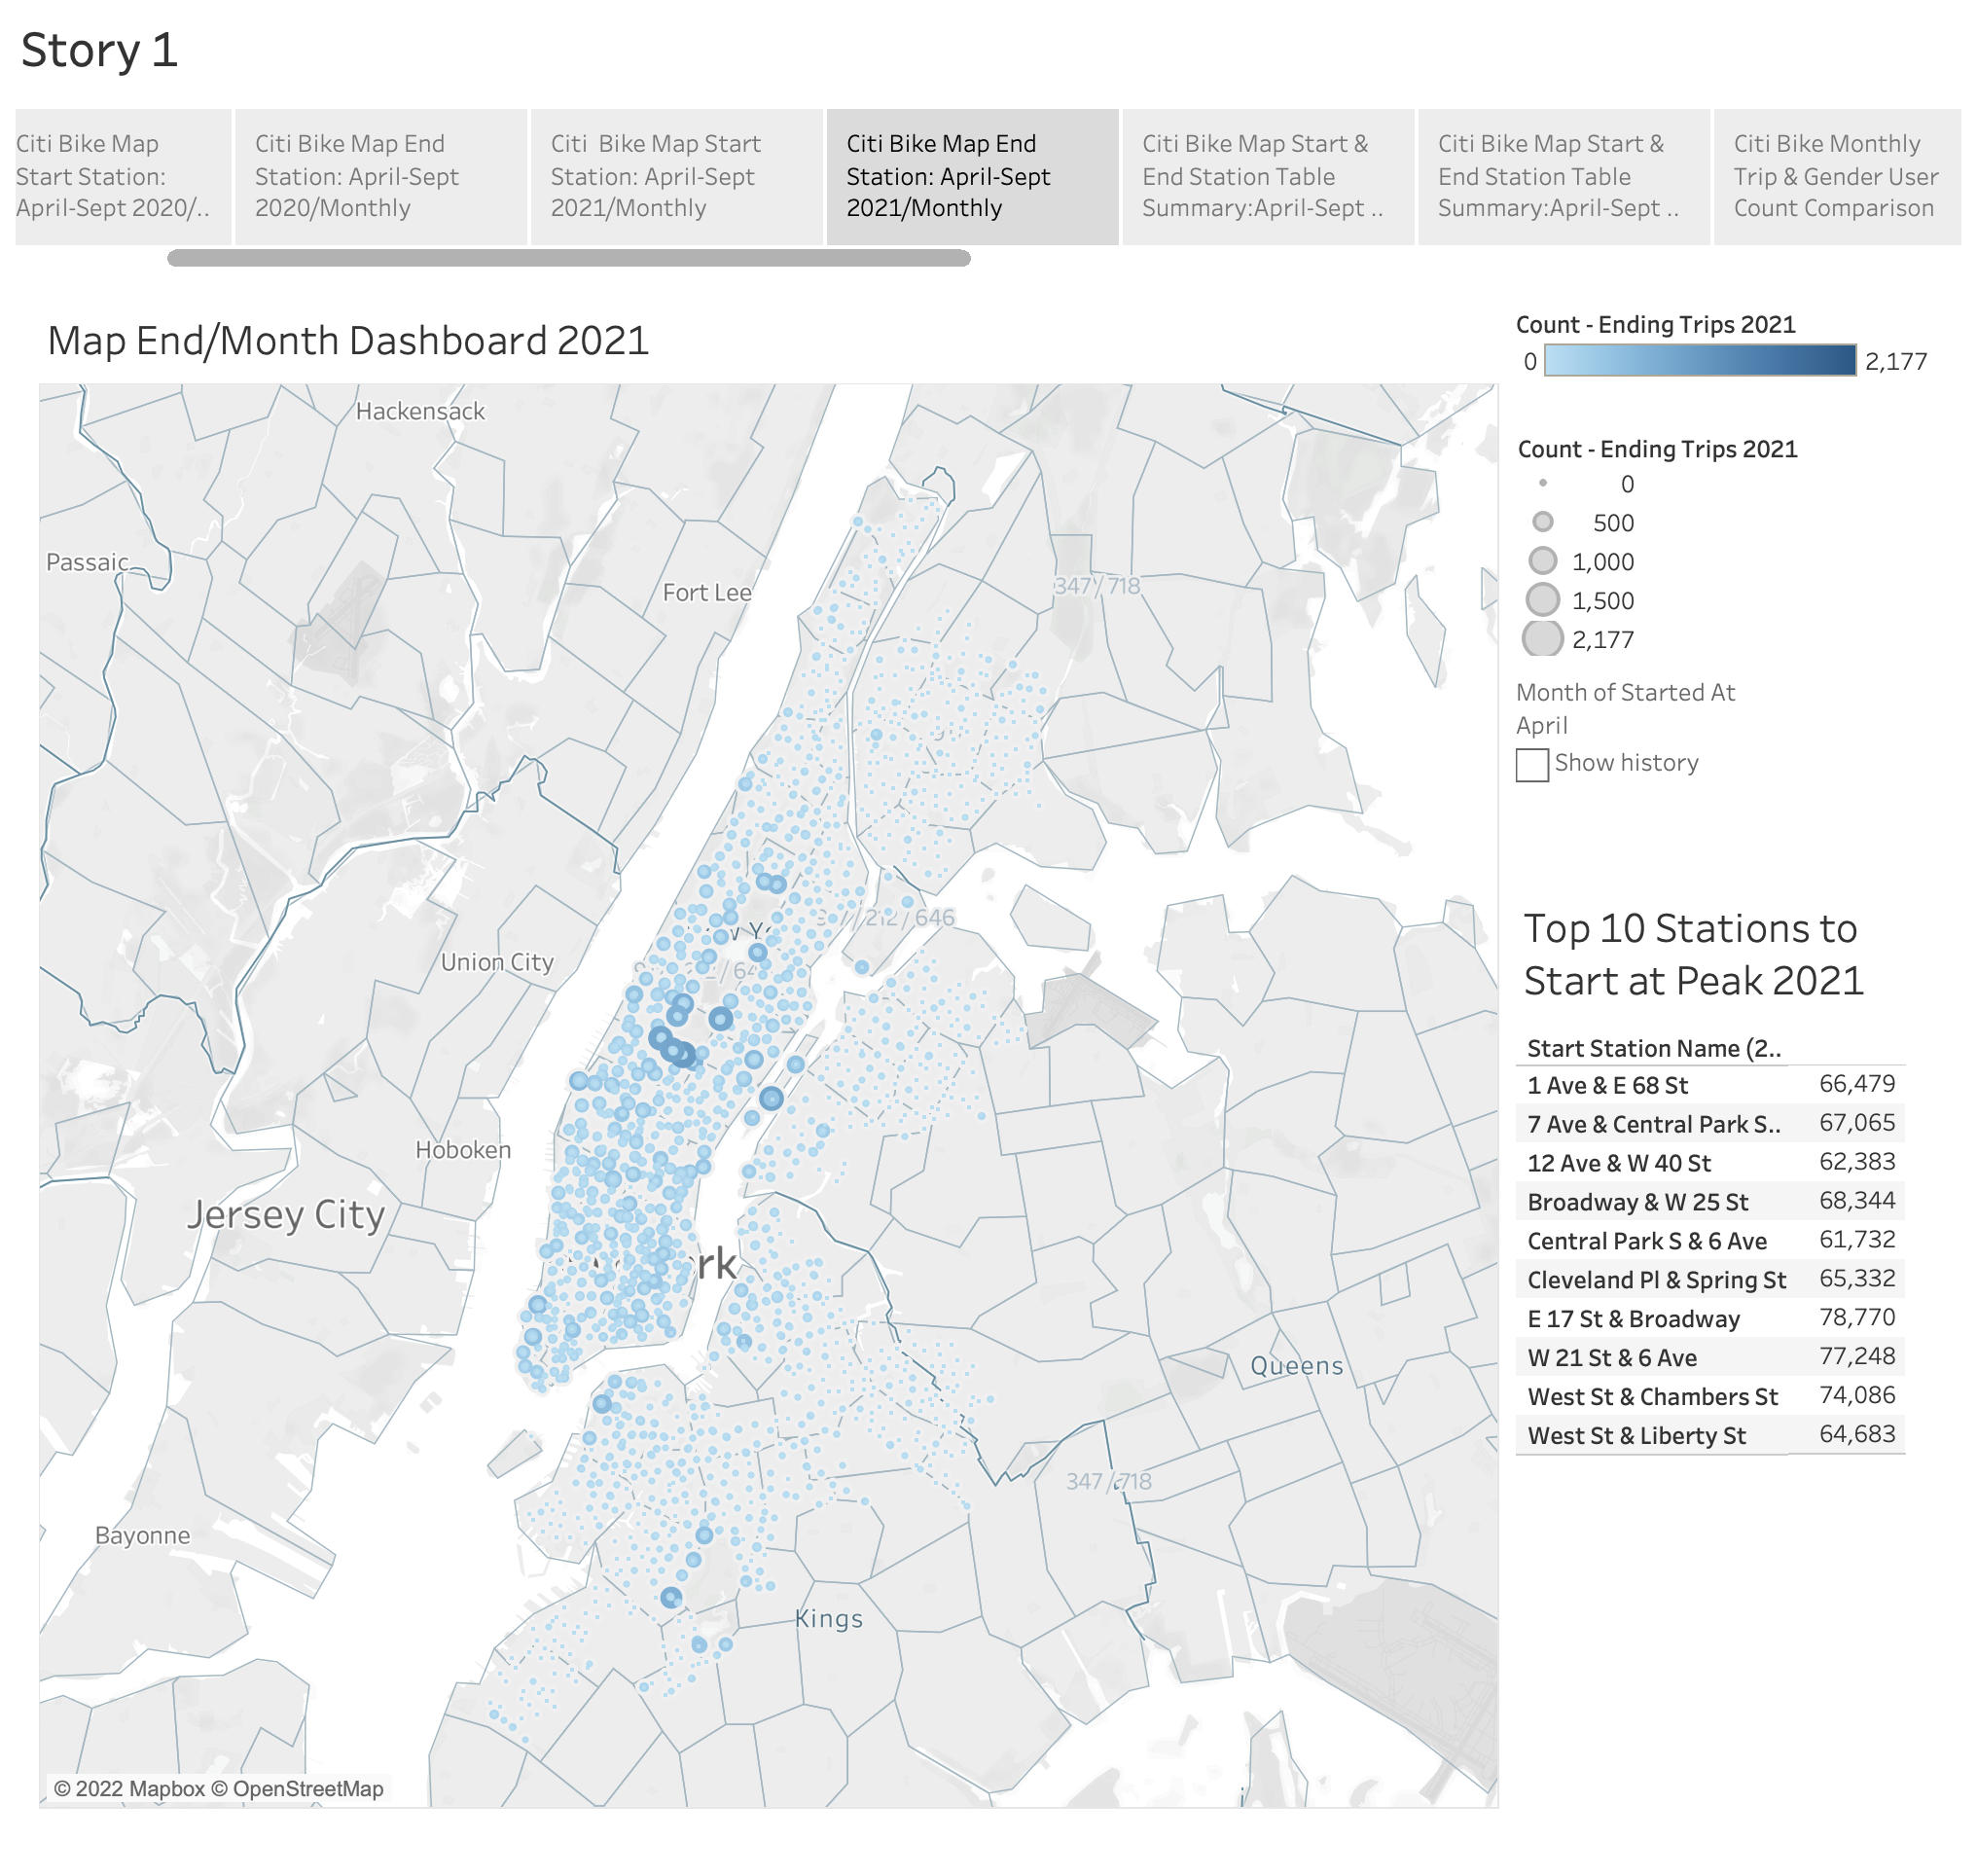 Story 1
Citi Bike Map
Start Station:
April-Sept 2020/..
Citi Bike Map End
Station: April-Sept
2020/Monthly
Citi  Bike Map Start
Station: April-Sept
2021/Monthly
Citi Bike Map End
Station: April-Sept
2021/Monthly
Citi Bike Map Start &
End Station Table
Summary:April-Sept ..
Citi Bike Map Start &
End Station Table
Summary:April-Sept ..
Citi Bike Monthly
Trip & Gender User
Count Comparison
Map End/Month Dashboard 2021
Hackensack
Passaic
Fort Lee
347/718
Union City
Hoboken
Jersey City
rk
Queens
347/718
Bayonne
Kings
© 2022 Mapbox © OpenStreetMap
Count - Ending Trips 2021
0 2,177
Count - Ending Trips 2021
0
500
1,000
1,500
2,177
Month of Started At
April
Show history
Top 10 Stations to
Start at Peak 2021
Start Station Name (2..
1 Ave & E 68 St 66,479
7 Ave & Central Park S.. 67,065
12 Ave & W 40 St 62,383
Broadway & W 25 St 68,344
Central Park S & 6 Ave 61,732
Cleveland Pl & Spring St 65,332
E 17 St & Broadway 78,770
W 21 St & 6 Ave 77,248
West St & Chambers St 74,086
West St & Liberty St 64,683